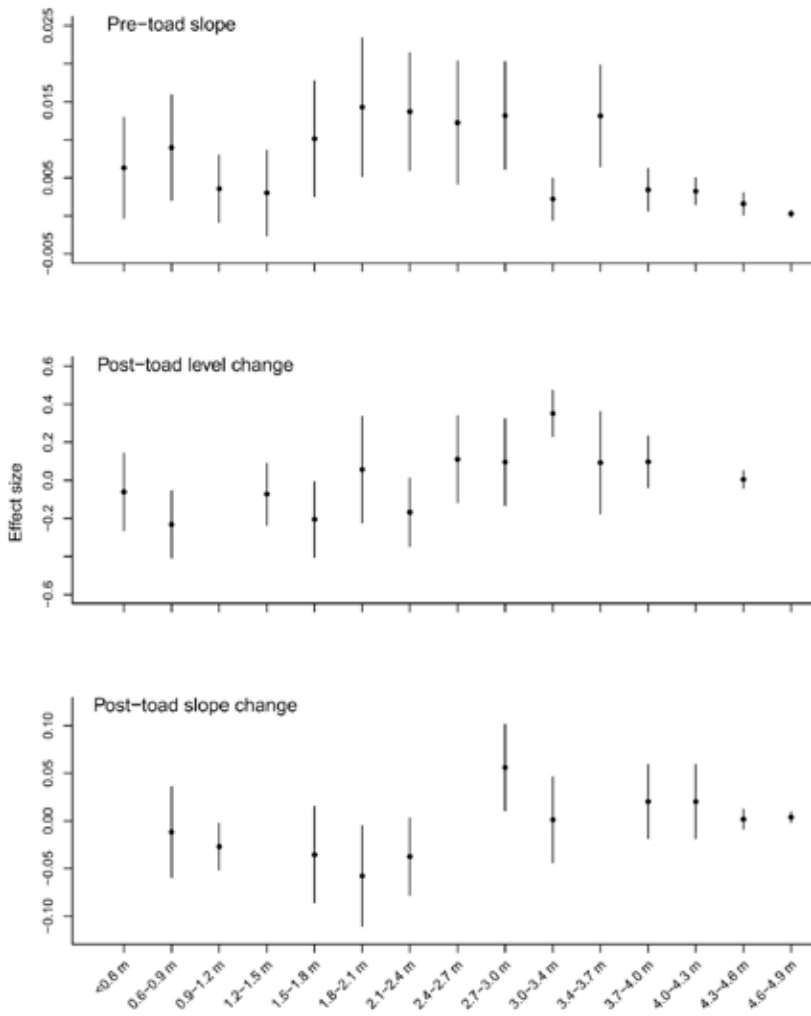 Pre-toad slope
0.025
0.015
0.005
-0.005
Post-toad level change
0.6
0.4
0.2
0.0
-0.2
-0.6
Effect size
Post-toad slope change
0.10
0.05
0.00
-0.05
-0.10
<0.6 m
0.6-0.9 m
0.9-1.2 m
1.2-1.5 m
1.5-1.8 m
1.8-2.1 m
2.1-2.4 m
2.4-2.7 m
2.7-3.0 m
3.0-3.4 m
3.4-3.7 m
3.7-4.0 m
4.0-4.3 m
4.3-4.6 m
4.6-4.9 m